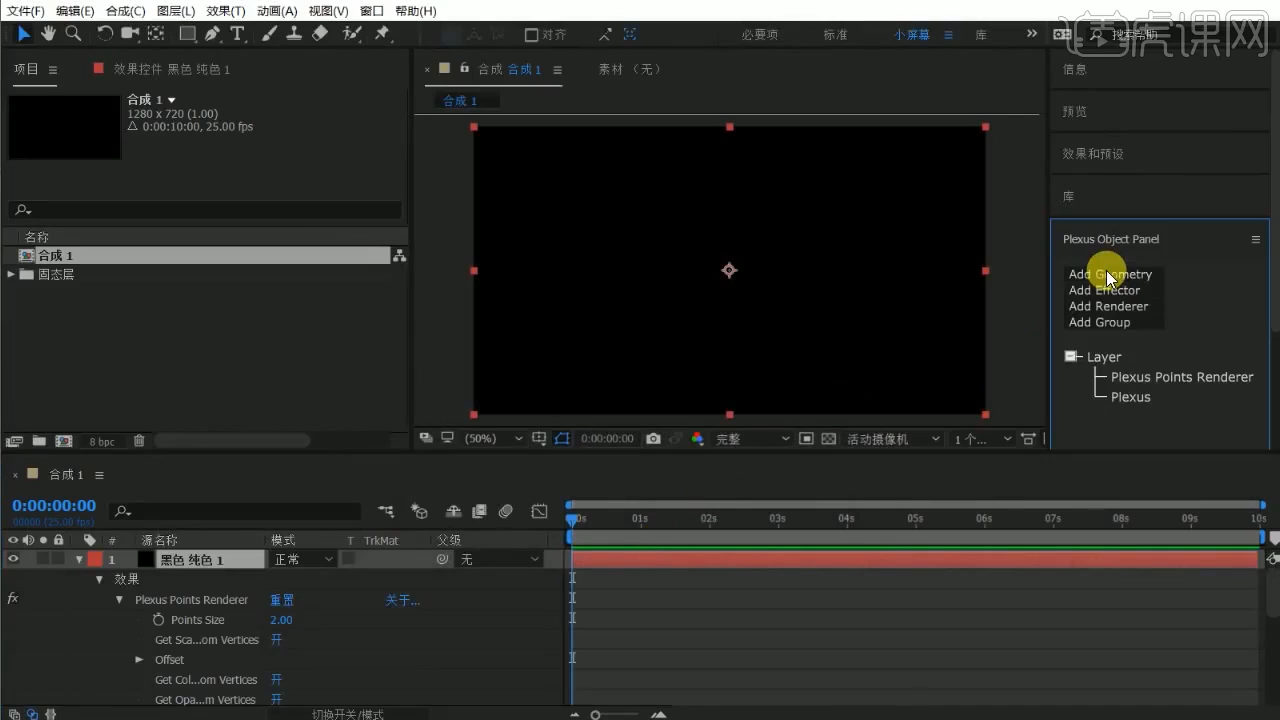 文件(F) 编辑(E) 合成(C) 图层(L) 效果(T) 动画(A) 视图(V) 窗口 帮助(H)
对齐 必要项 标准 小屏幕 库 搜索帮助
虎课网
项目 效果控件 黑色 纯色 1
合成 合成 1 素材 （无）
合成 1
合成 1
1280 x 720 (1.00)
△ 0:00:10:00, 25.00 fps
名称
合成 1
固态层
8 bpc
(50%) 0:00:00:00 完整 活动摄像机 1 个...
信息
预览
效果和预设
库
Plexus Object Panel
Add Geometry
Add Effector
Add Renderer
Add Group
Layer
Plexus Points Renderer
Plexus
合成 1
0:00:00:00
00000 (25.00 fps)
0s 01s 02s 03s 04s 05s 06s 07s 08s 09s 10s
# 源名称 模式 T TrkMat 父级
1 黑色 纯色 1 正常 无
效果
fx Plexus Points Renderer 重置 关于...
Points Size 2.00
Get Sca...om Vertices 开
Offset
Get Col...om Vertices 开
Get Opa...m Vertices 开
切换开关/模式